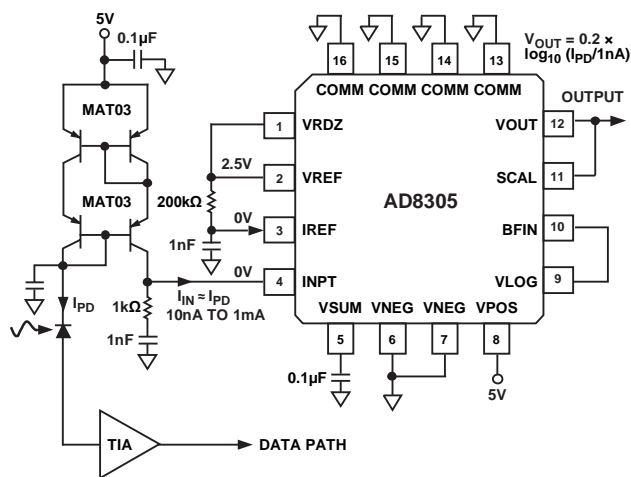 5V
0.1µF
MAT03
MAT03
I_PD
1kΩ
1nF
TIA
DATA PATH
2.5V
200kΩ
0V
1nF
0V
I_IN ≈ I_PD
10nA TO 1mA
16
15
14
13
COMM
COMM
COMM
COMM
V_OUT = 0.2 ×
log_10 (I_PD/1nA)
OUTPUT
1
VRDZ
VOUT
12
2
VREF
SCAL
11
AD8305
3
IREF
BFIN
10
4
INPT
VLOG
9
VSUM
VNEG
VNEG
VPOS
5
6
7
8
0.1µF
5V